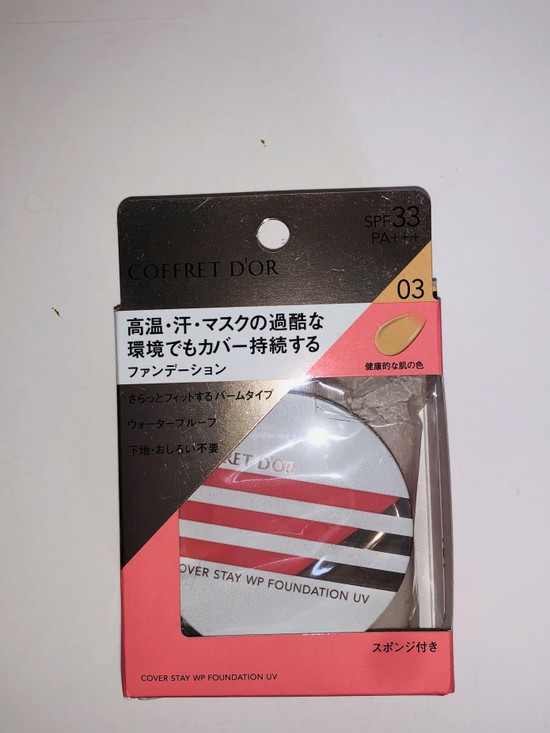 SPF33
PA+++
COFFRET D'OR
03
高温・汗・マスクの過酷な
環境でもカバー持続する
ファンデーション
健康的な肌の色
さらっとフィットするバームタイプ
ウォータープルーフ
下地・おしろい不要
RET D'OR
OVER STAY WP FOUNDATION UV
スポンジ付き
COVER STAY WP FOUNDATION UV